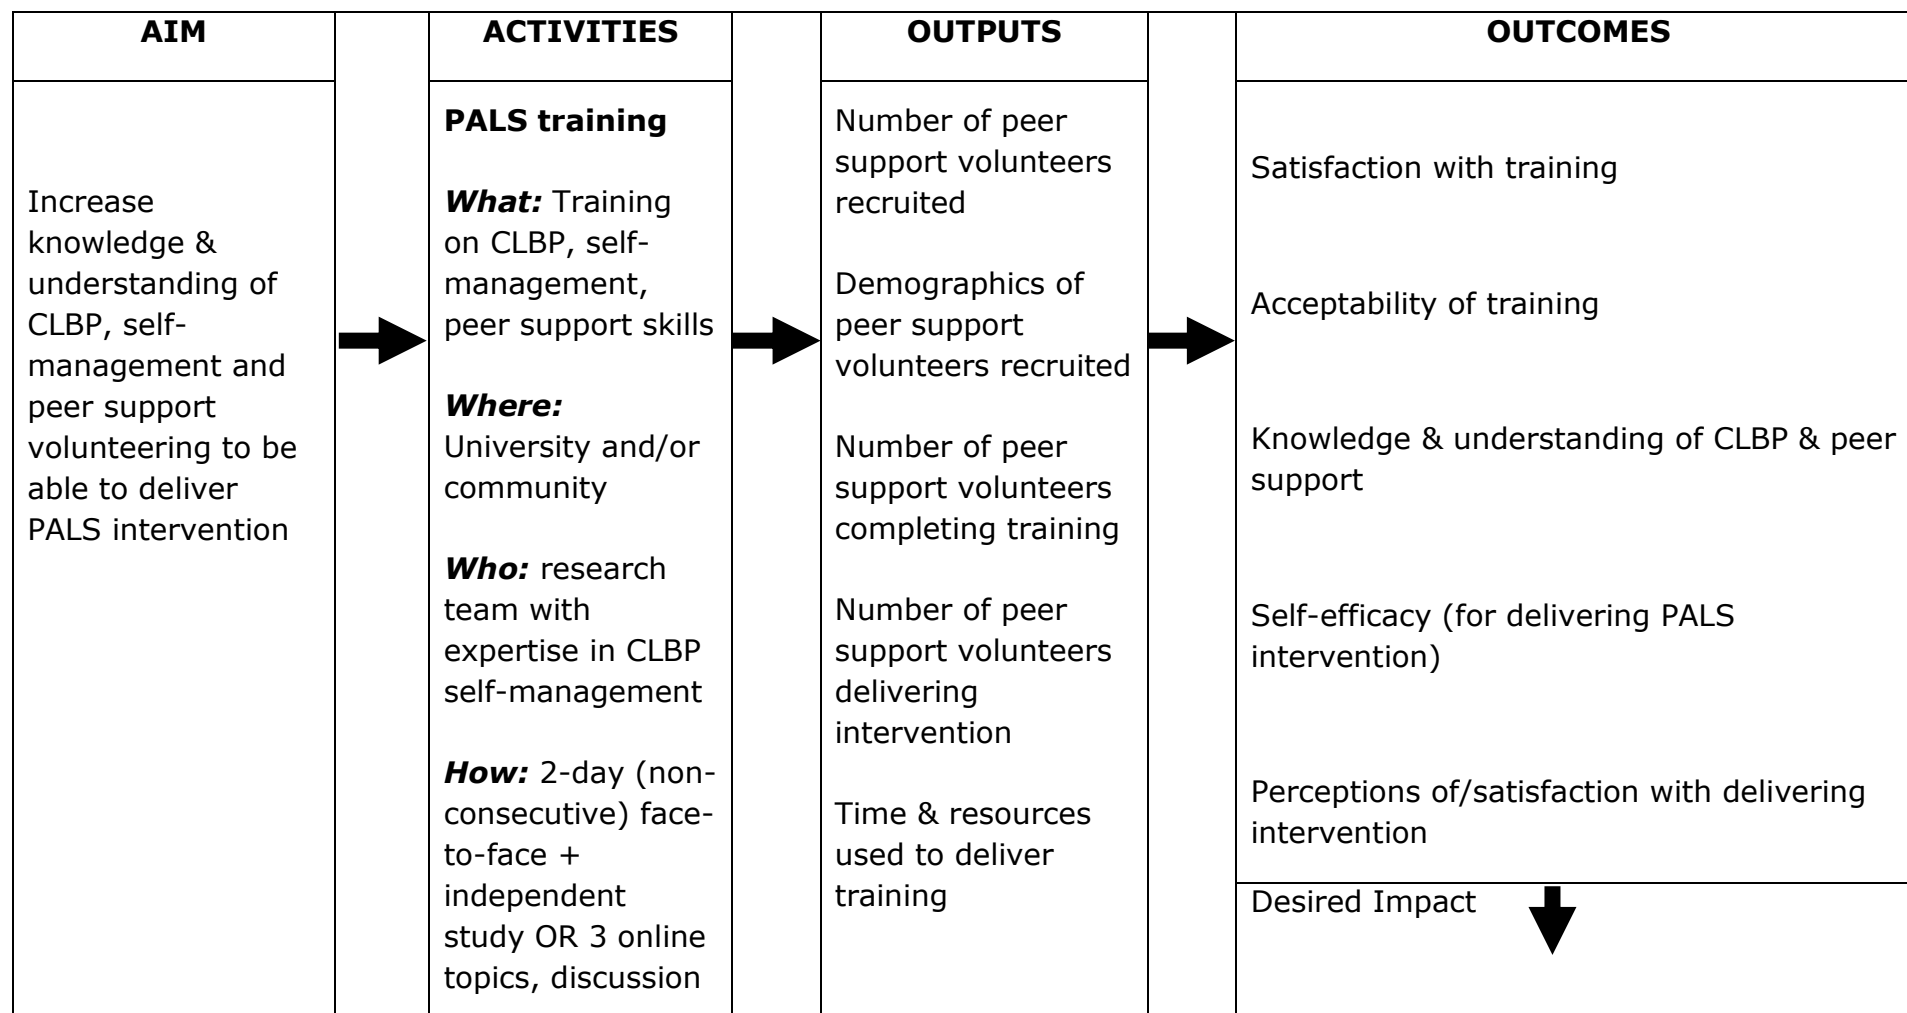 AIM
ACTIVITIES
OUTPUTS
OUTCOMES
Increase
knowledge &
understanding of
CLBP, self-
management and
peer support
volunteering to be
able to deliver
PALS intervention
PALS training
What: Training
on CLBP, self-
management,
peer support skills
Where:
University and/or
community
Who: research
team with
expertise in CLBP
self-management
How: 2-day (non-
consecutive) face-
to-face +
independent
study OR 3 online
topics, discussion
Number of peer
support volunteers
recruited
Demographics of
peer support
volunteers recruited
Number of peer
support volunteers
completing training
Number of peer
support volunteers
delivering
intervention
Time & resources
used to deliver
training
Satisfaction with training
Acceptability of training
Knowledge & understanding of CLBP & peer
support
Self-efficacy (for delivering PALS
intervention)
Perceptions of/satisfaction with delivering
intervention
Desired Impact